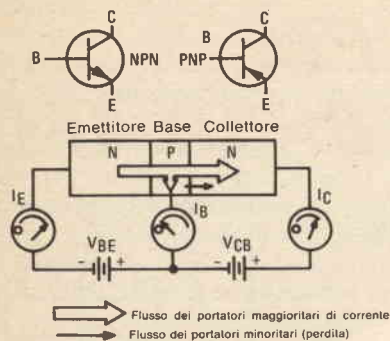 C C
B NPN B PNP
E E
Emettitore Base Collettore
N P N
IE IB IC
VBE VCB
- + - +
Flusso dei portatori maggioritari di corrente
Flusso dei portatori minoritari (perdita)